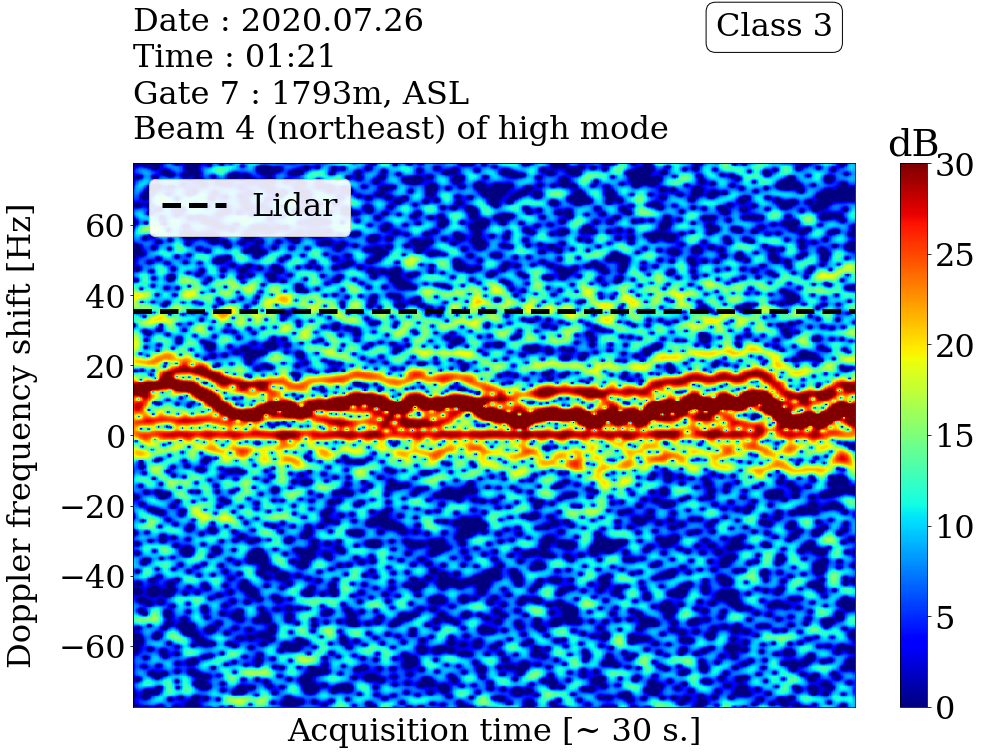 Date : 2020.07.26
Time : 01:21
Gate 7 : 1793m, ASL
Beam 4 (northeast) of high mode
Class 3
dB
Lidar
Doppler frequency shift [Hz]
60
40
20
0
−20
−40
−60
30
25
20
15
10
5
0
Acquisition time [~ 30 s.]